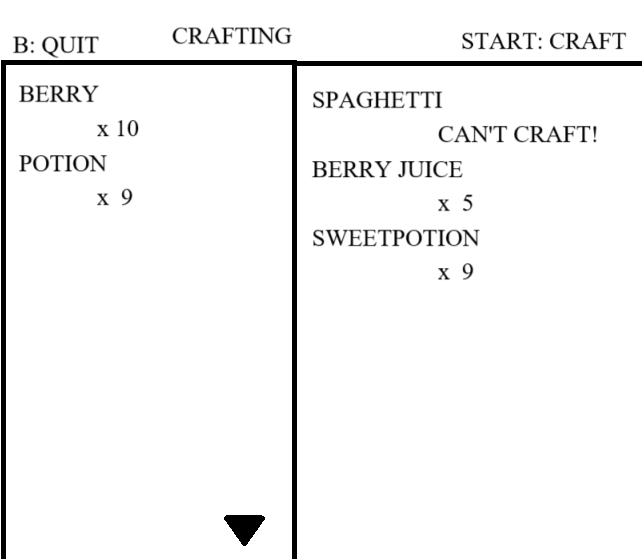 B: QUIT
CRAFTING
START: CRAFT
BERRY
x 10
POTION
x 9
SPAGHETTI
CAN'T CRAFT!
BERRY JUICE
x 5
SWEETPOTION
x 9